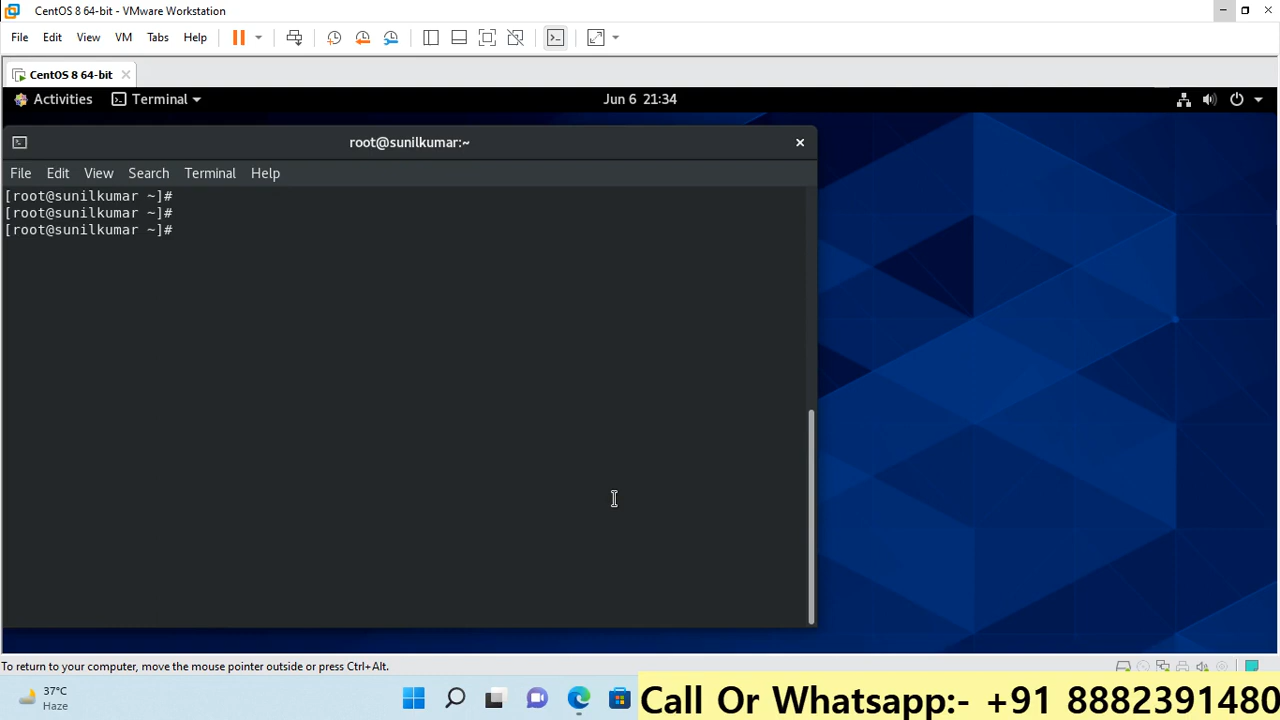 CentOS 8 64-bit - VMware Workstation
File Edit View VM Tabs Help
CentOS 8 64-bit
Activities Terminal Jun 6 21:34
root@sunilkumar:~
File Edit View Search Terminal Help
[root@sunilkumar ~]#
[root@sunilkumar ~]#
[root@sunilkumar ~]#
To return to your computer, move the mouse pointer outside or press Ctrl+Alt.
37°C
Haze
Call Or Whatsapp:- +91 8882391480